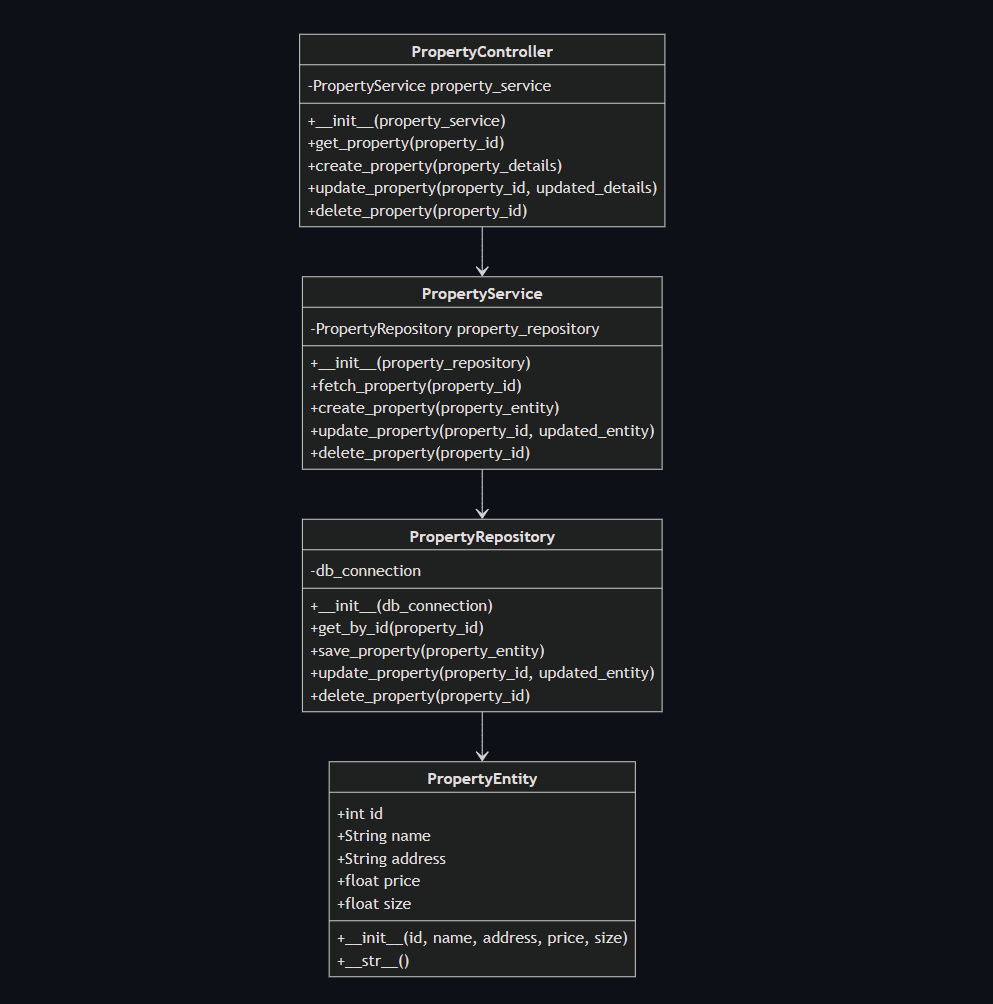 PropertyController
-PropertyService property_service
+__init__(property_service)
+get_property(property_id)
+create_property(property_details)
+update_property(property_id, updated_details)
+delete_property(property_id)
PropertyService
-PropertyRepository property_repository
+__init__(property_repository)
+fetch_property(property_id)
+create_property(property_entity)
+update_property(property_id, updated_entity)
+delete_property(property_id)
PropertyRepository
-db_connection
+__init__(db_connection)
+get_by_id(property_id)
+save_property(property_entity)
+update_property(property_id, updated_entity)
+delete_property(property_id)
PropertyEntity
+int id
+String name
+String address
+float price
+float size
+__init__(id, name, address, price, size)
+__str__()